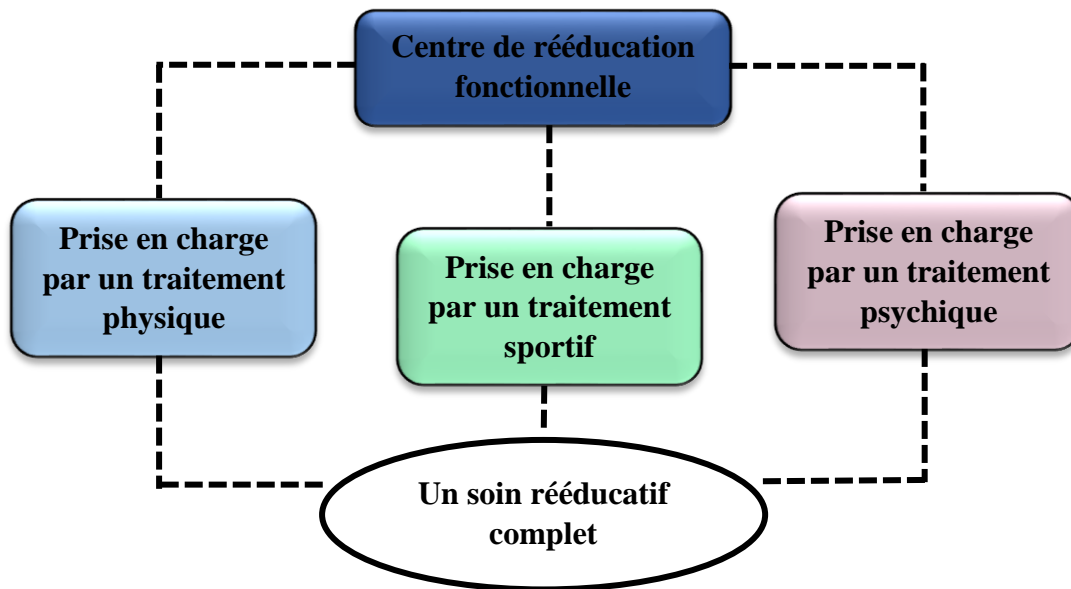 Centre de rééducation
fonctionnelle
Prise en charge
par un traitement
physique
Prise en charge
par un traitement
sportif
Prise en charge
par un traitement
psychique
Un soin rééducatif
complet